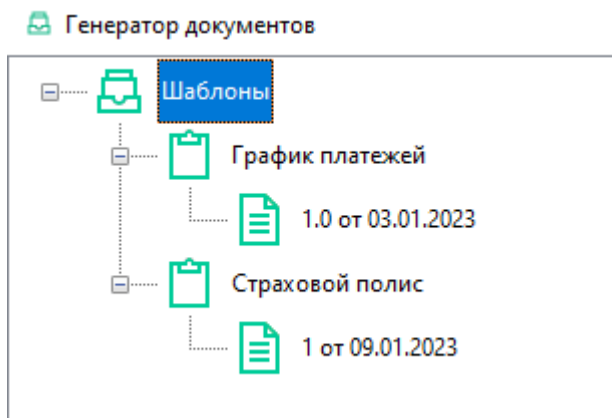 Генератор документов
Шаблоны
График платежей
1.0 от 03.01.2023
Страховой полис
1 от 09.01.2023